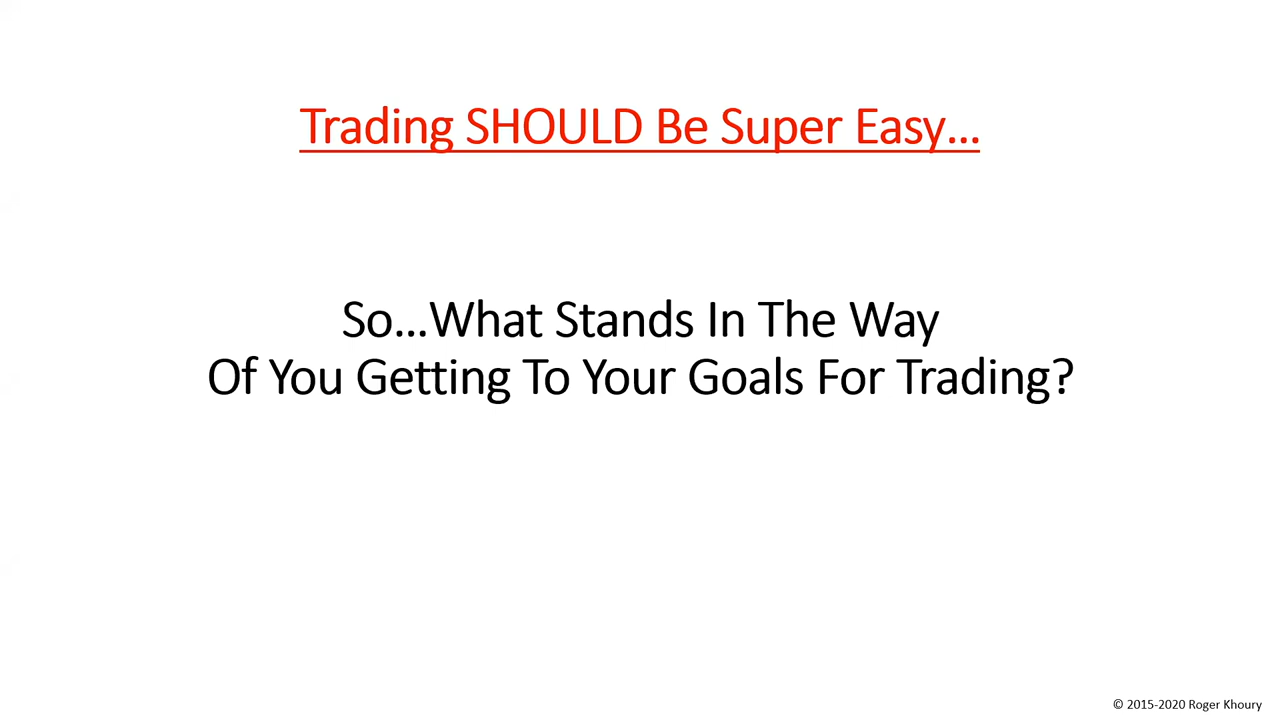 Trading SHOULD Be Super Easy...
So...What Stands In The Way
Of You Getting To Your Goals For Trading?
© 2015-2020 Roger Khoury